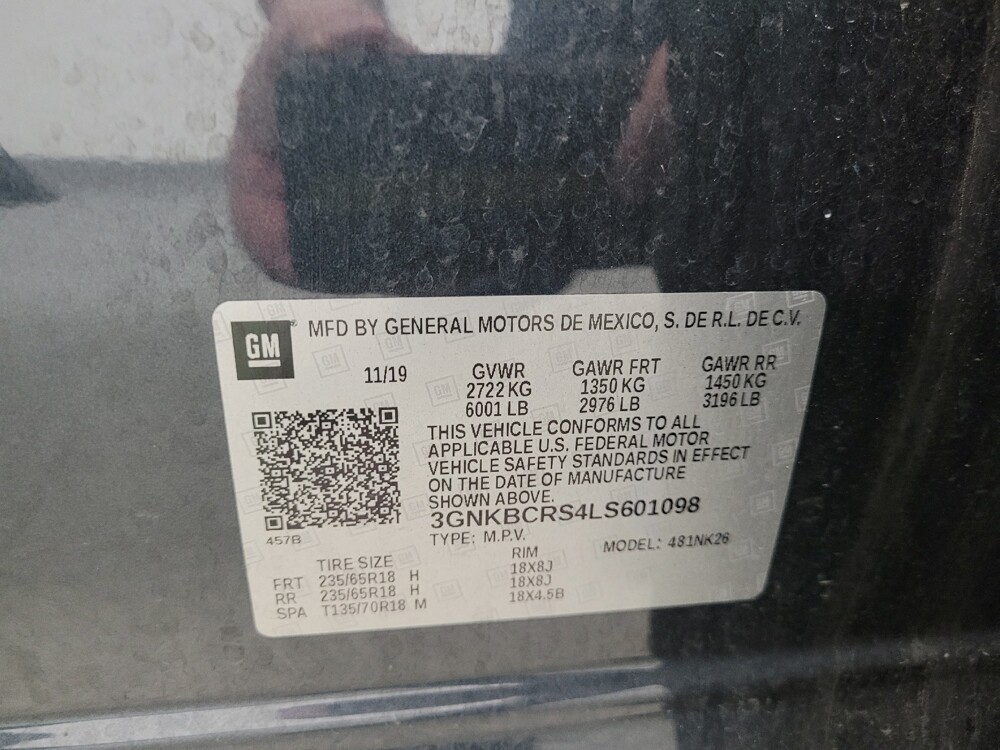 GM
MFD BY GENERAL MOTORS DE MEXICO, S. DE R.L. DE C.V.
11/19
GVWR GAWR FRT GAWR RR
2722 KG 1350 KG 1450 KG
6001 LB 2976 LB 3196 LB
THIS VEHICLE CONFORMS TO ALL
APPLICABLE U.S. FEDERAL MOTOR
VEHICLE SAFETY STANDARDS IN EFFECT
ON THE DATE OF MANUFACTURE
SHOWN ABOVE.
3GNKBCRS4LS601098
457B
TYPE: M.P.V. MODEL: 481NK26
TIRE SIZE RIM
FRT 235/65R18 H 18X8J
RR 235/65R18 H 18X8J
SPA T135/70R18 M 18X4.5B